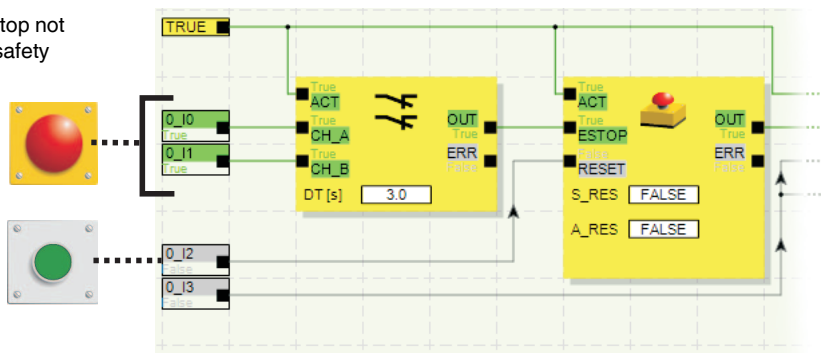 top not
safety
TRUE
True
ACT
0_I0
True
True
CH_A
0_I1
True
True
CH_B
OUT
True
ERR
False
DT [s] 3.0
True
ACT
True
ESTOP
False
RESET
OUT
True
ERR
False
S_RES FALSE
A_RES FALSE
0_I2
False
0_I3
False